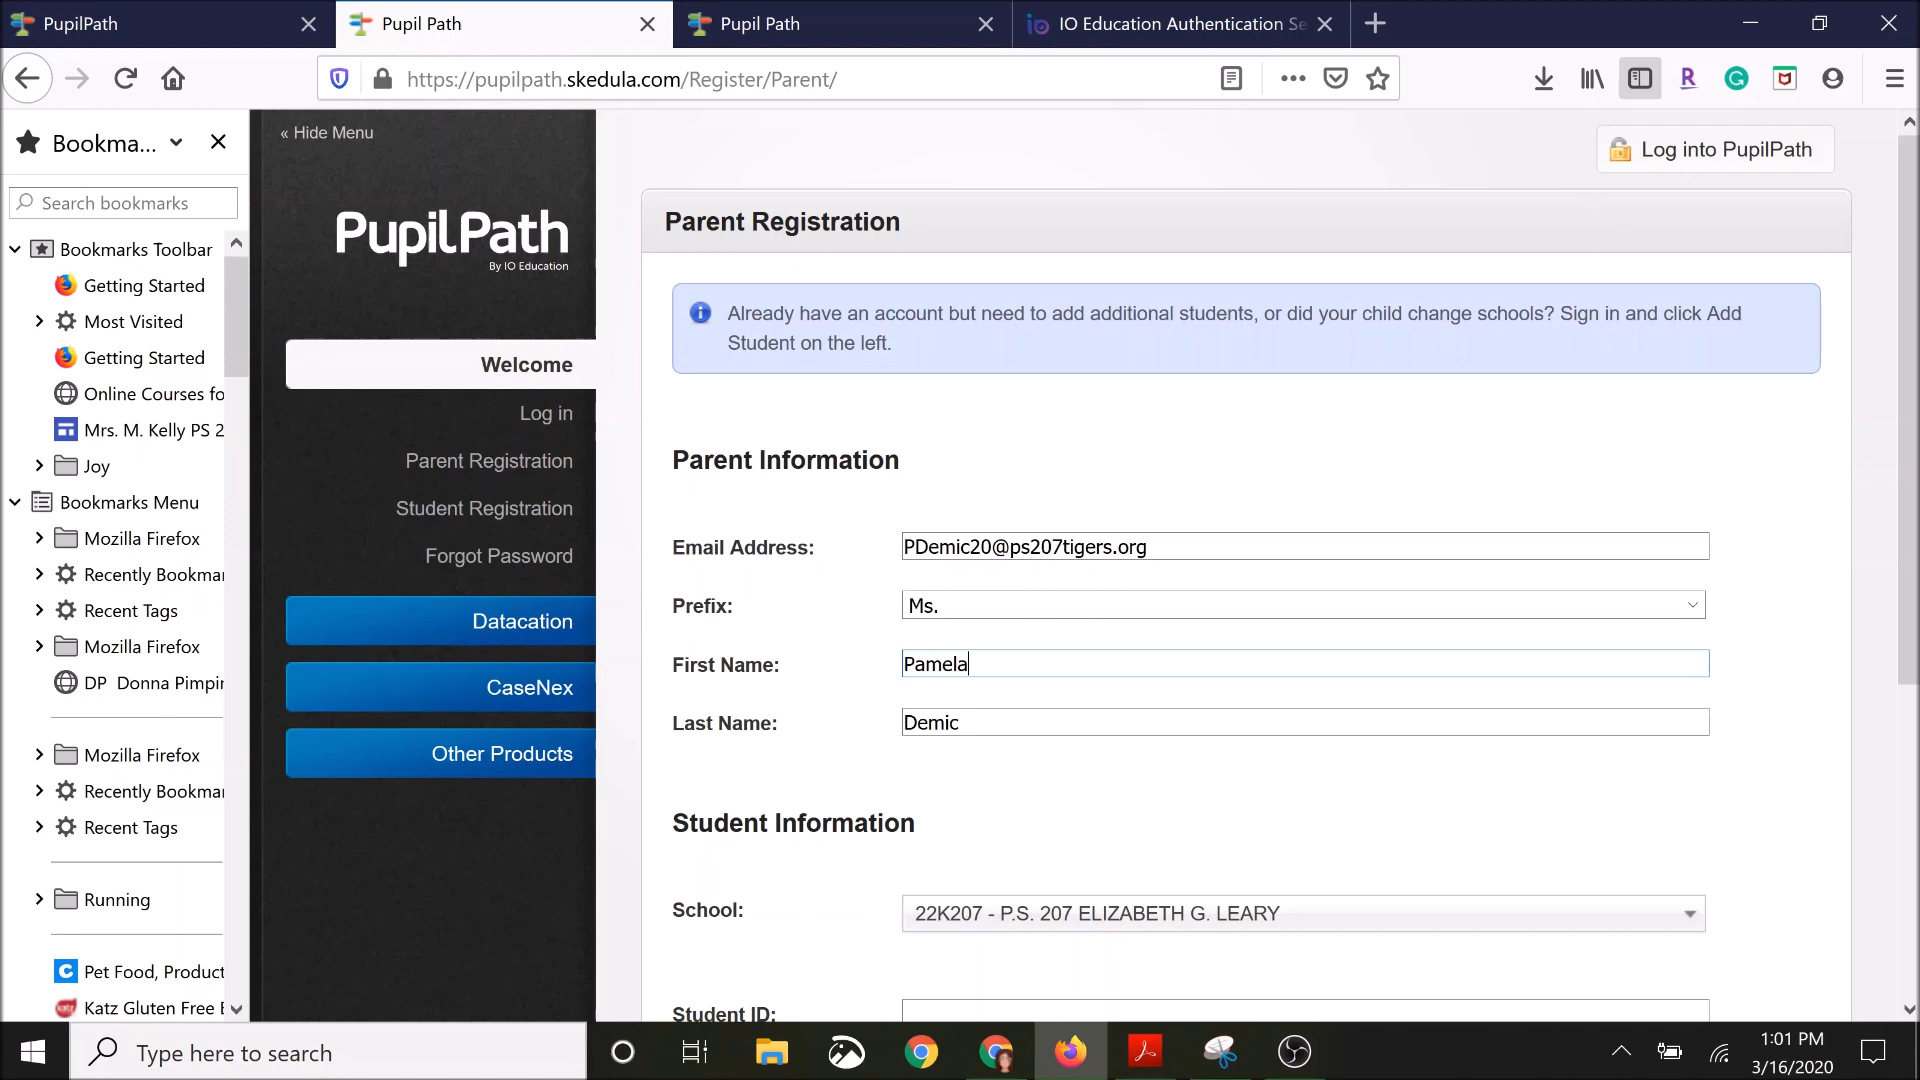 PupilPath
Pupil Path
Pupil Path
IO Education Authentication Se
https://pupilpath.skedula.com/Register/Parent/
Bookma...
Search bookmarks
Bookmarks Toolbar
Getting Started
Most Visited
Getting Started
Online Courses fo
Mrs. M. Kelly PS 2
Joy
Bookmarks Menu
Mozilla Firefox
Recently Bookmar
Recent Tags
Mozilla Firefox
DP Donna Pimpir
Mozilla Firefox
Recently Bookmar
Recent Tags
Running
Pet Food, Product
Katz Gluten Free E
« Hide Menu
PupilPath
By IO Education
Welcome
Log in
Parent Registration
Student Registration
Forgot Password
Datacation
CaseNex
Other Products
Log into PupilPath
Parent Registration
Already have an account but need to add additional students, or did your child change schools? Sign in and click Add
Student on the left.
Parent Information
Email Address: PDemic20@ps207tigers.org
Prefix: Ms.
First Name: Pamela
Last Name: Demic
Student Information
School: 22K207 - P.S. 207 ELIZABETH G. LEARY
Student ID:
Type here to search
1:01 PM
3/16/2020